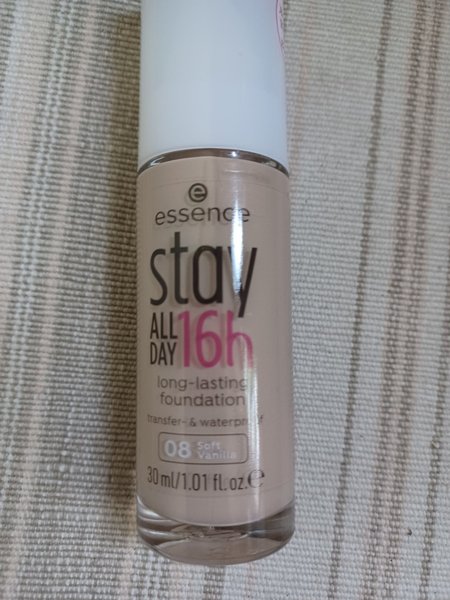 e
essence
stay
ALL
DAY 16h
long-lasting
foundation
transfer- & waterproof
08 Soft
Vanilla
30 ml/1.01 fl.oz.℮